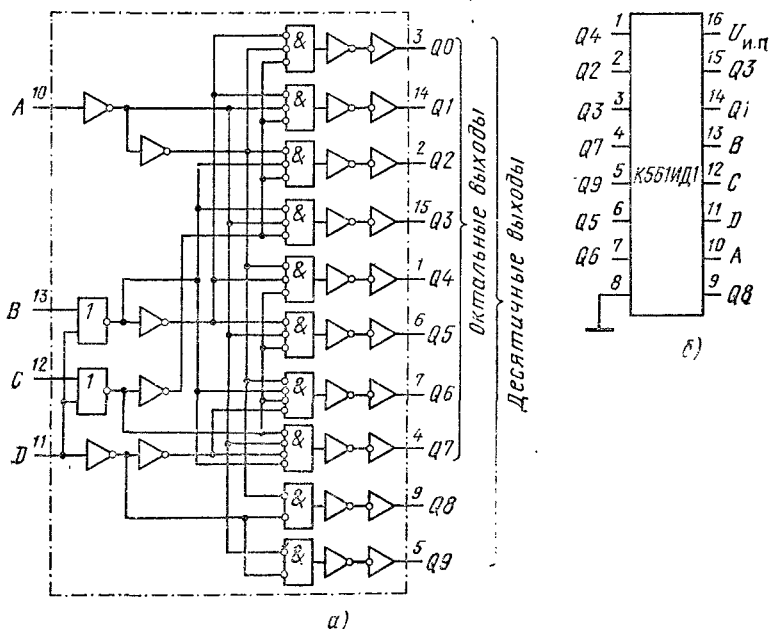 A 10
B 13
C 12
D 11
1
1
& 3 Q0
& 14 Q1
& 2 Q2
& 15 Q3
& 1 Q4
& 6 Q5
& 7 Q6
& 4 Q7
& 9 Q8
& 5 Q9
Октальные выходы
Десятичные выходы
а)
Q4 1
Q2 2
Q3 3
Q7 4
Q9 5
Q5 6
Q6 7
8
К561ИД1
16 Uи.п
15 Q3
14 Q1
13 B
12 C
11 D
10 A
9 Q8
б)